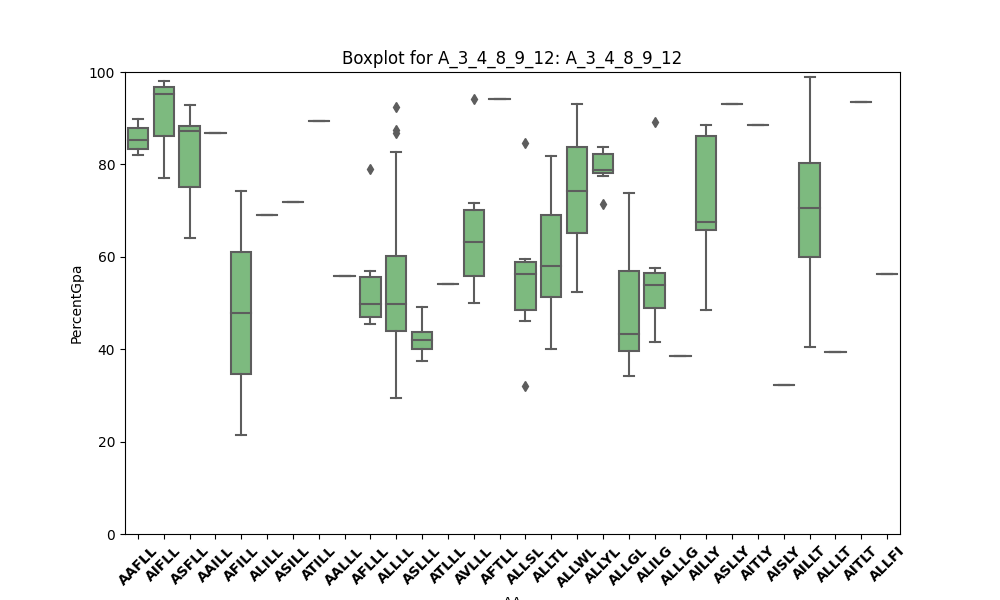 Boxplot for A_3_4_8_9_12: A_3_4_8_9_12
PercentGpa
100
80
60
40
20
0
AAFLL AIFLL ASFLL AAILL AFILL ALILL ASILL ATILL AALLL AFLLL ALLLL ASLLL ATLLL AVLLL AFTLL ALLSL ALLTL ALLWL ALLYL ALLGL ALILG ALLLG AILLY ASLLY AITLY AISLY AILLT ALLLT AITLT ALLFI